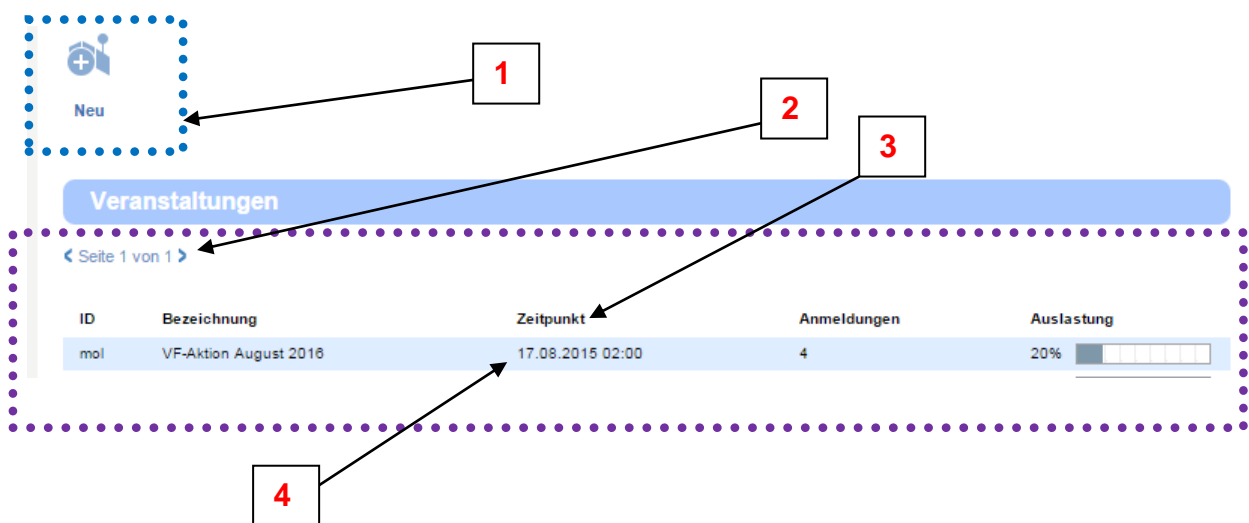 1
Neu
2
3
Veranstaltungen
Seite 1 von 1
ID Bezeichnung Zeitpunkt Anmeldungen Auslastung
mol VF-Aktion August 2016 17.08.2015 02:00 4 20%
4